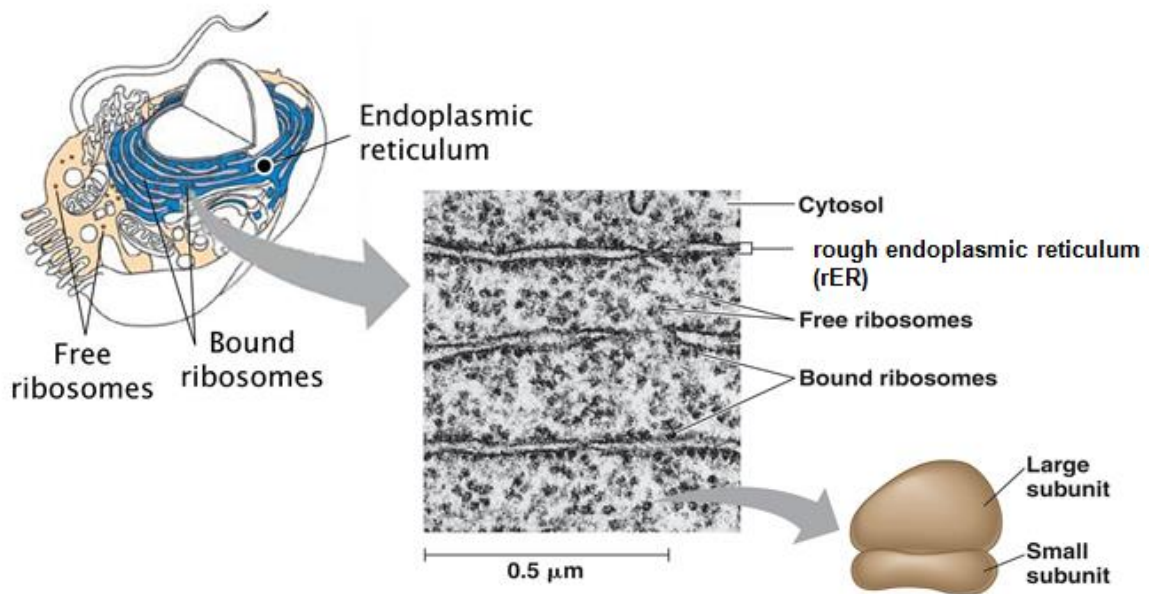 Endoplasmic
reticulum
Free
ribosomes
Bound
ribosomes
Cytosol
rough endoplasmic reticulum
(rER)
Free ribosomes
Bound ribosomes
0.5 μm
Large
subunit
Small
subunit